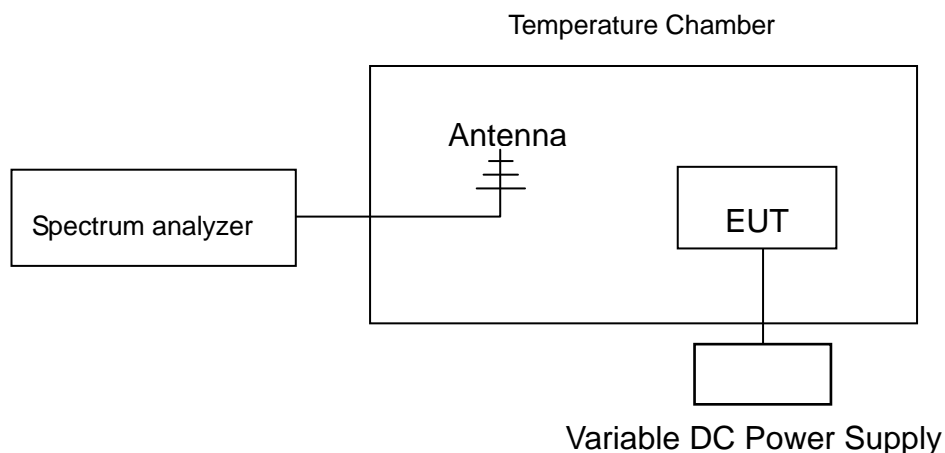 Temperature Chamber
Antenna
Spectrum analyzer
EUT
Variable DC Power Supply